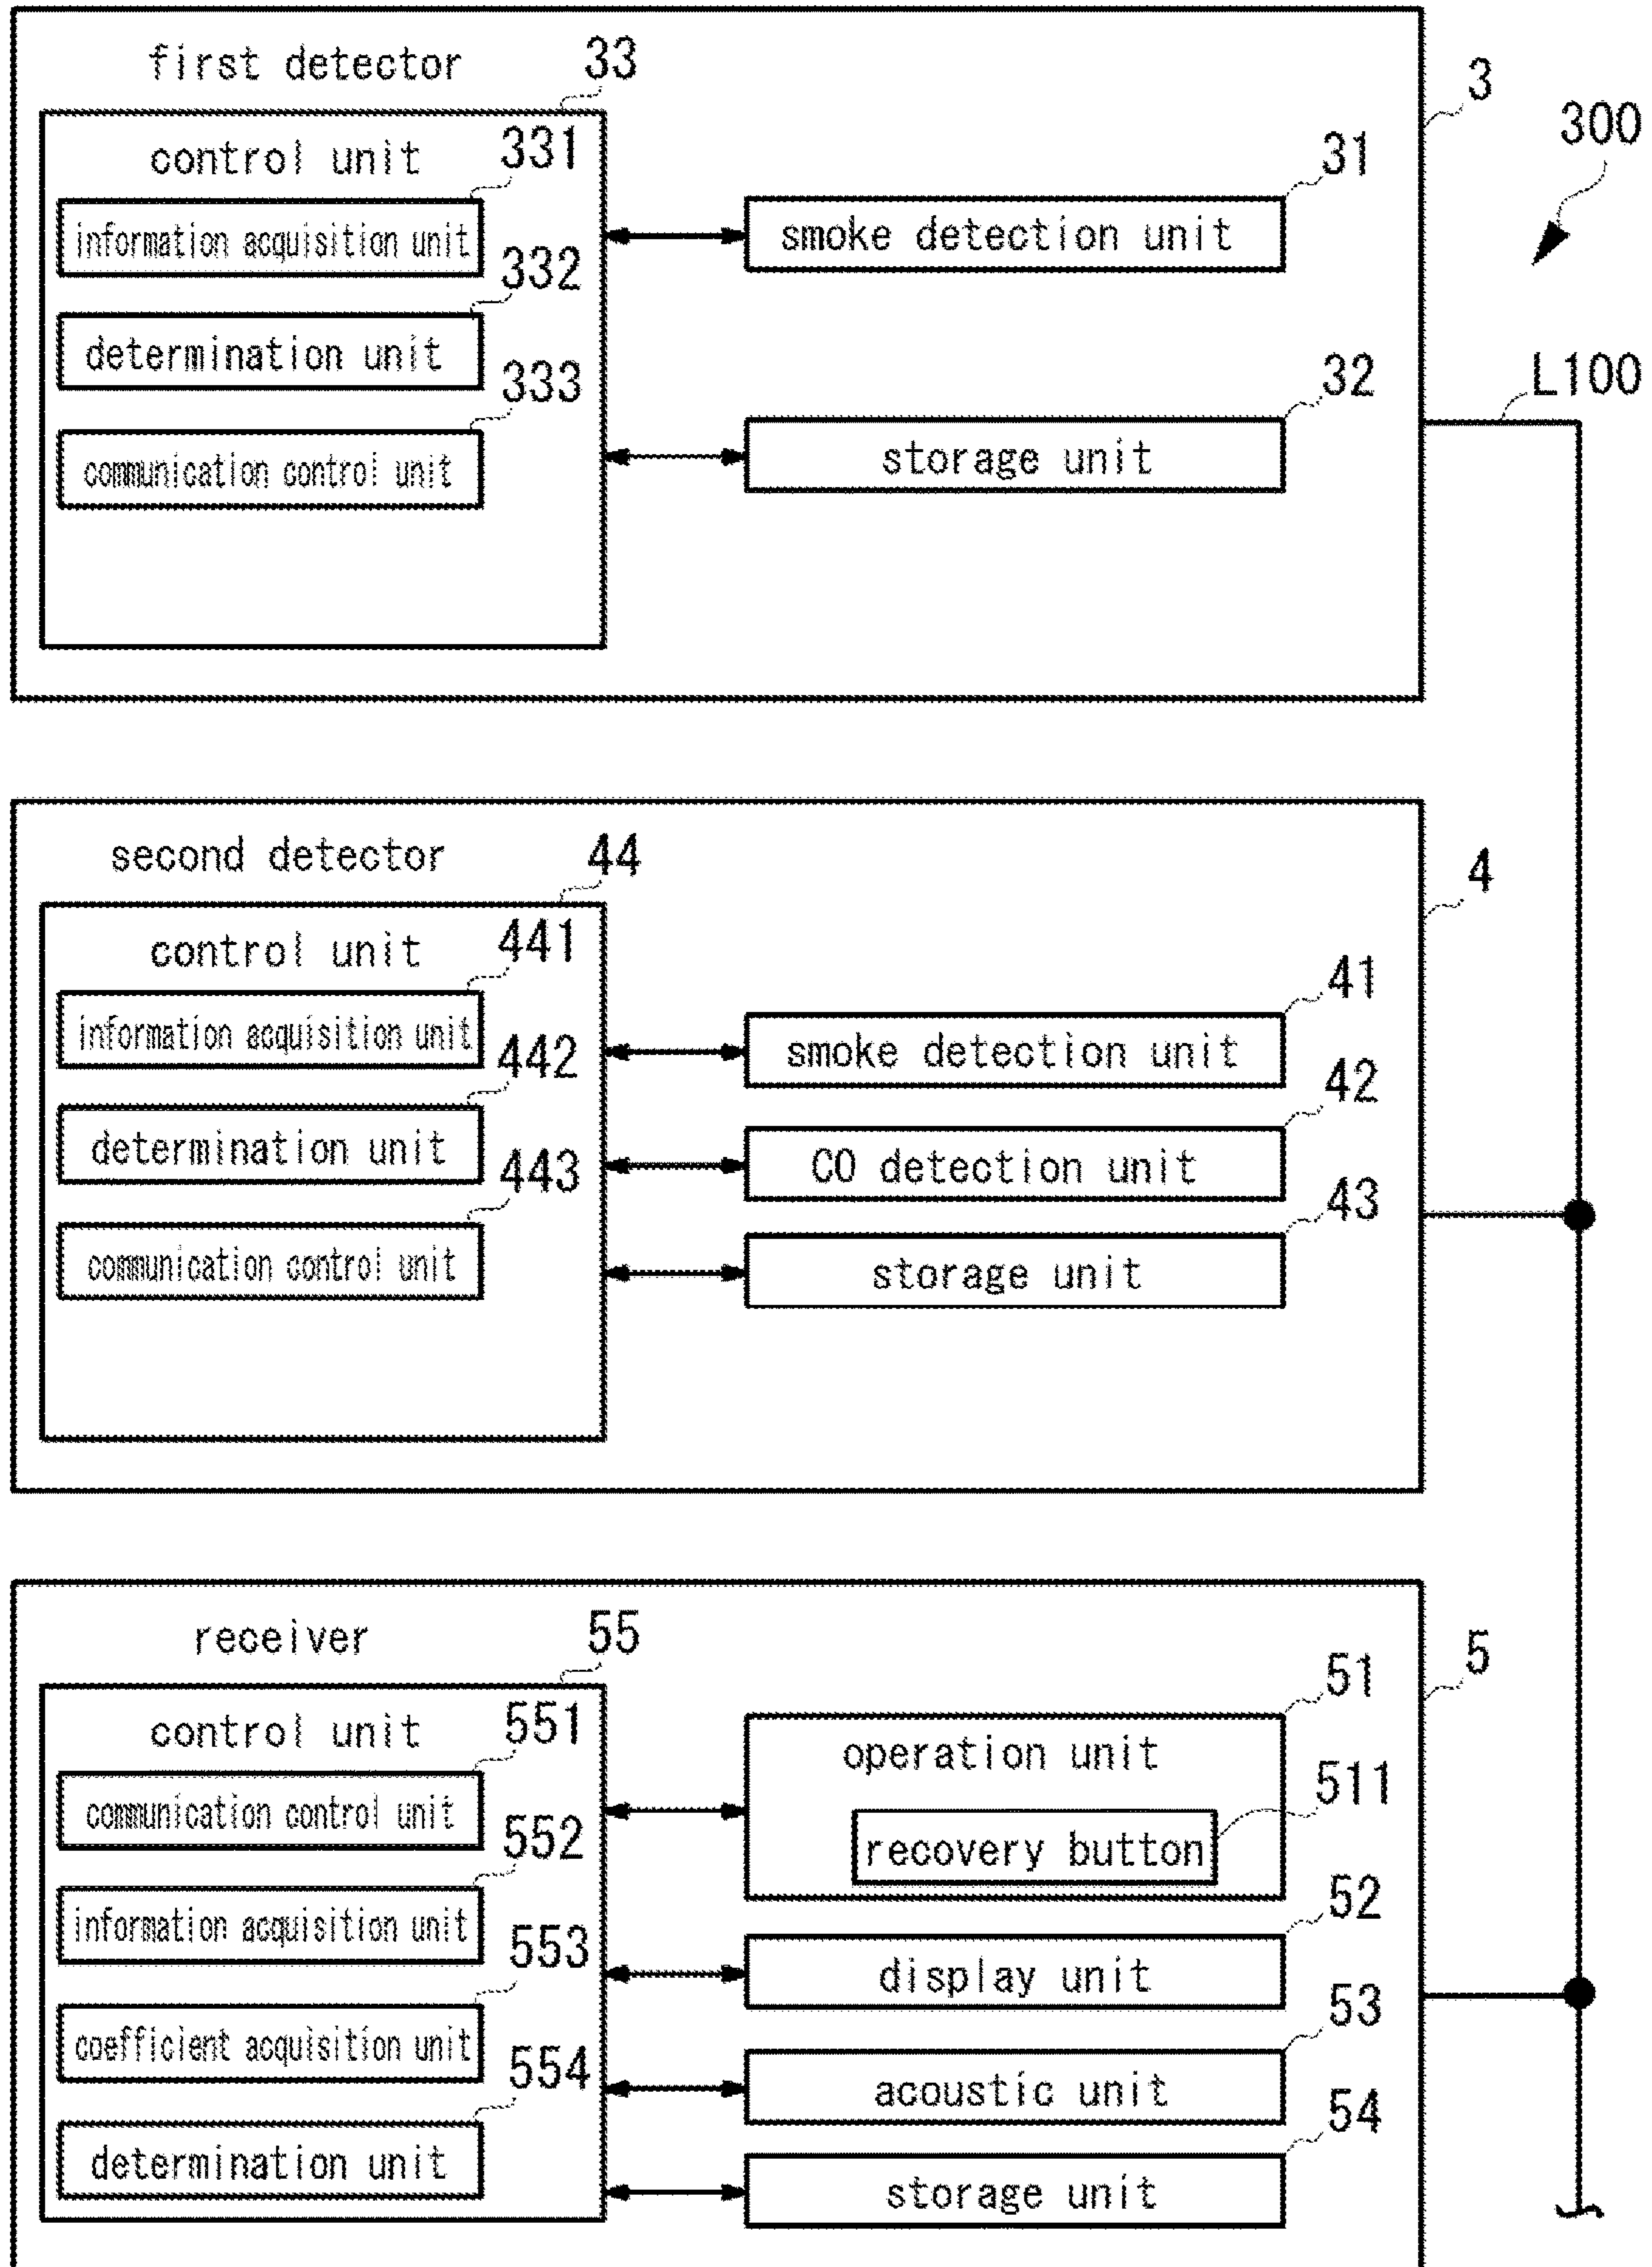 first detector
33
3
300
control unit
331
31
information acquisition unit
smoke detection unit
332
determination unit
32
L100
333
communication control unit
storage unit
second detector
44
4
control unit
441
41
information acquisition unit
smoke detection unit
442
42
determination unit
CO detection unit
443
43
communication control unit
storage unit
receiver
55
5
control unit
551
51
operation unit
communication control unit
511
recovery button
552
52
information acquisition unit
display unit
553
53
coefficient acquisition unit
acoustic unit
554
54
determination unit
storage unit